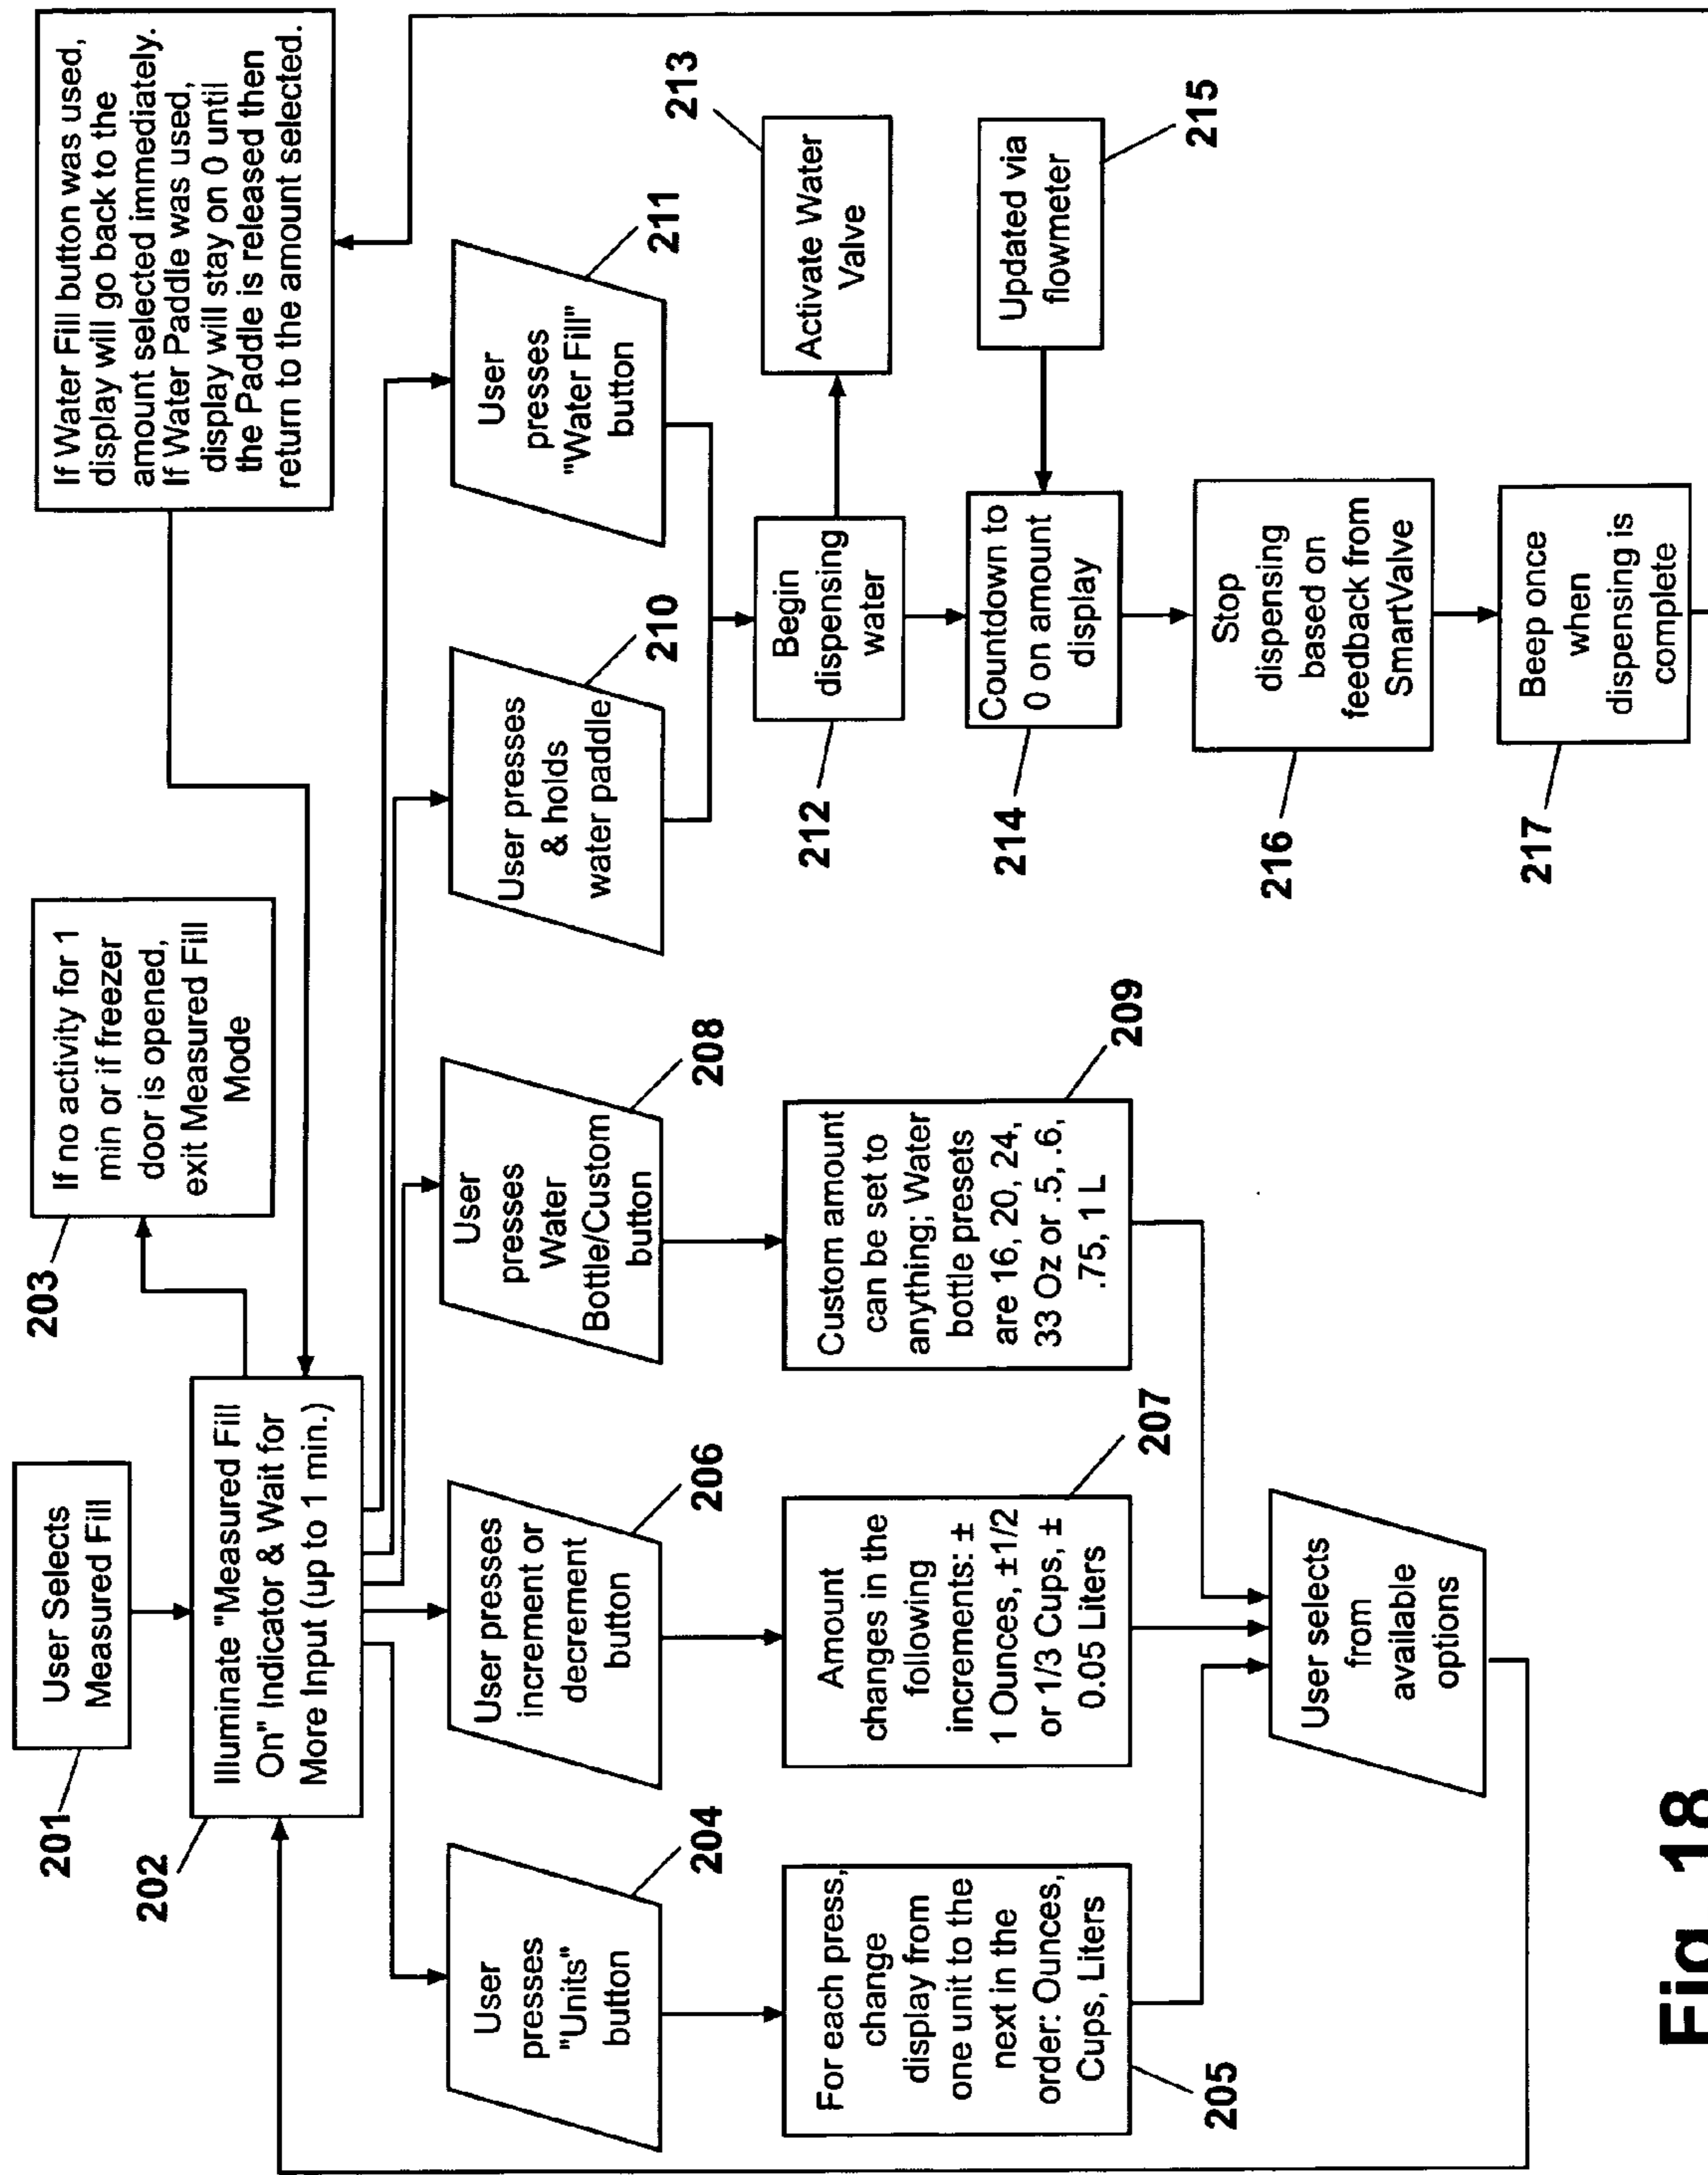 User Selects
Measured Fill
201
Illuminate "Measured Fill
On" Indicator & Wait for
More Input (up to 1 min.)
202
If no activity for 1
min or if freezer
door is opened,
exit Measured Fill
Mode
203
If Water Fill button was used,
display will go back to the
amount selected immediately.
If Water Paddle was used,
display will stay on 0 until
the Paddle is released then
return to the amount selected.
User
presses
"Units"
button
204
User presses
increment or
decrement
button
206
User
presses
Water
Bottle/Custom
button
208
User presses
& holds
water paddle
210
User
presses
"Water Fill"
button
211
For each press,
change
display from
one unit to the
next in the
order: Ounces,
Cups, Liters
205
Amount
changes in the
following
increments: ±
1 Ounces, ±1/2
or 1/3 Cups, ±
0.05 Liters
207
Custom amount
can be set to
anything; Water
bottle presets
are 16, 20, 24,
33 Oz or .5, .6,
.75, 1 L
209
Begin
dispensing
water
212
Activate Water
Valve
213
Countdown to
0 on amount
display
214
Updated via
flowmeter
215
Stop
dispensing
based on
feedback from
SmartValve
216
Beep once
when
dispensing is
complete
217
User selects
from
available
options
Fig. 18